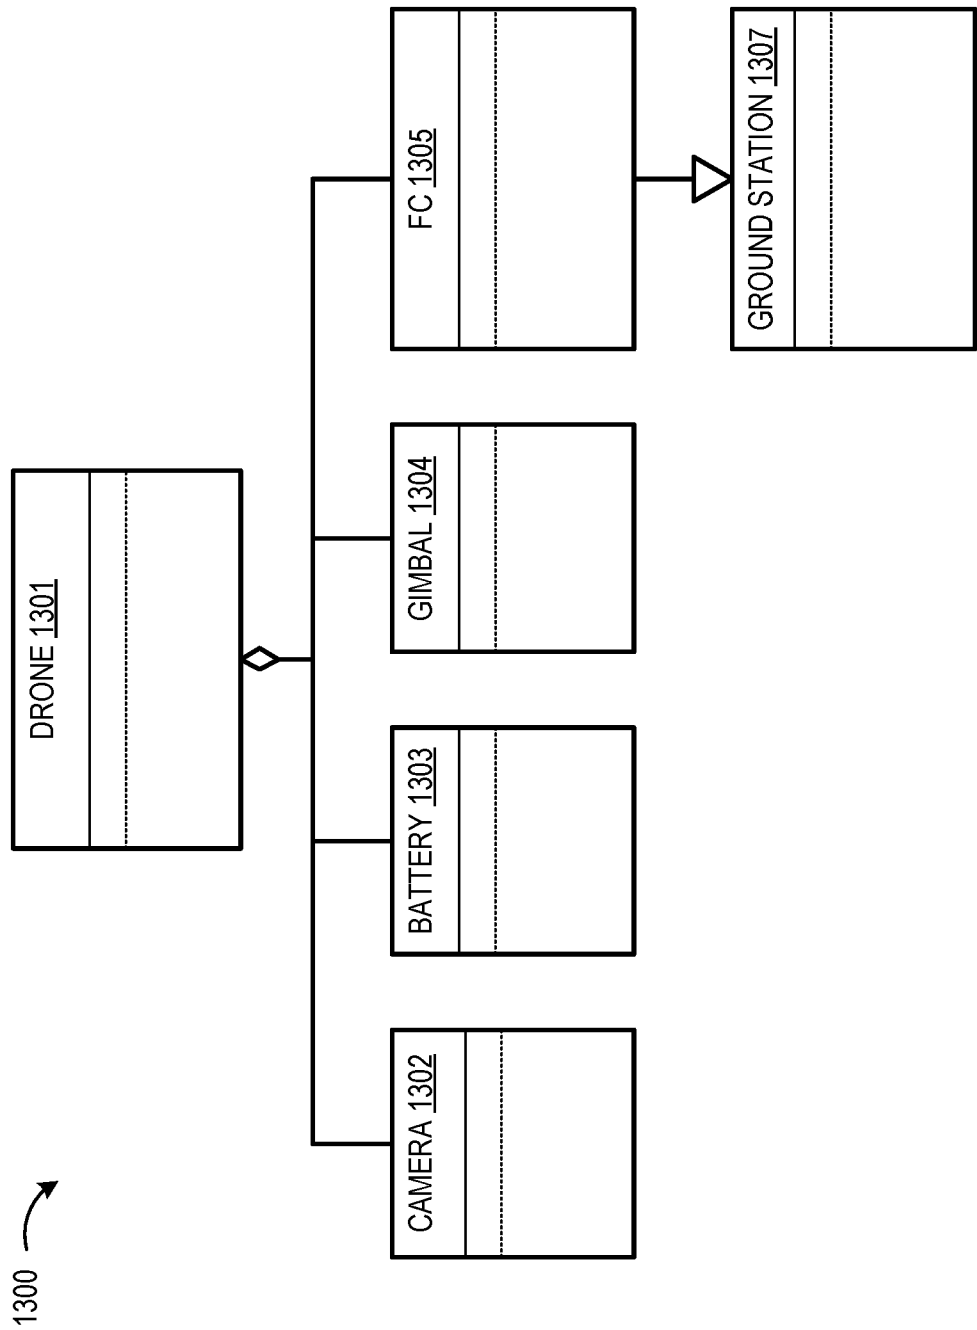 1300
DRONE 1301
CAMERA 1302
BATTERY 1303
GIMBAL 1304
FC 1305
GROUND STATION 1307